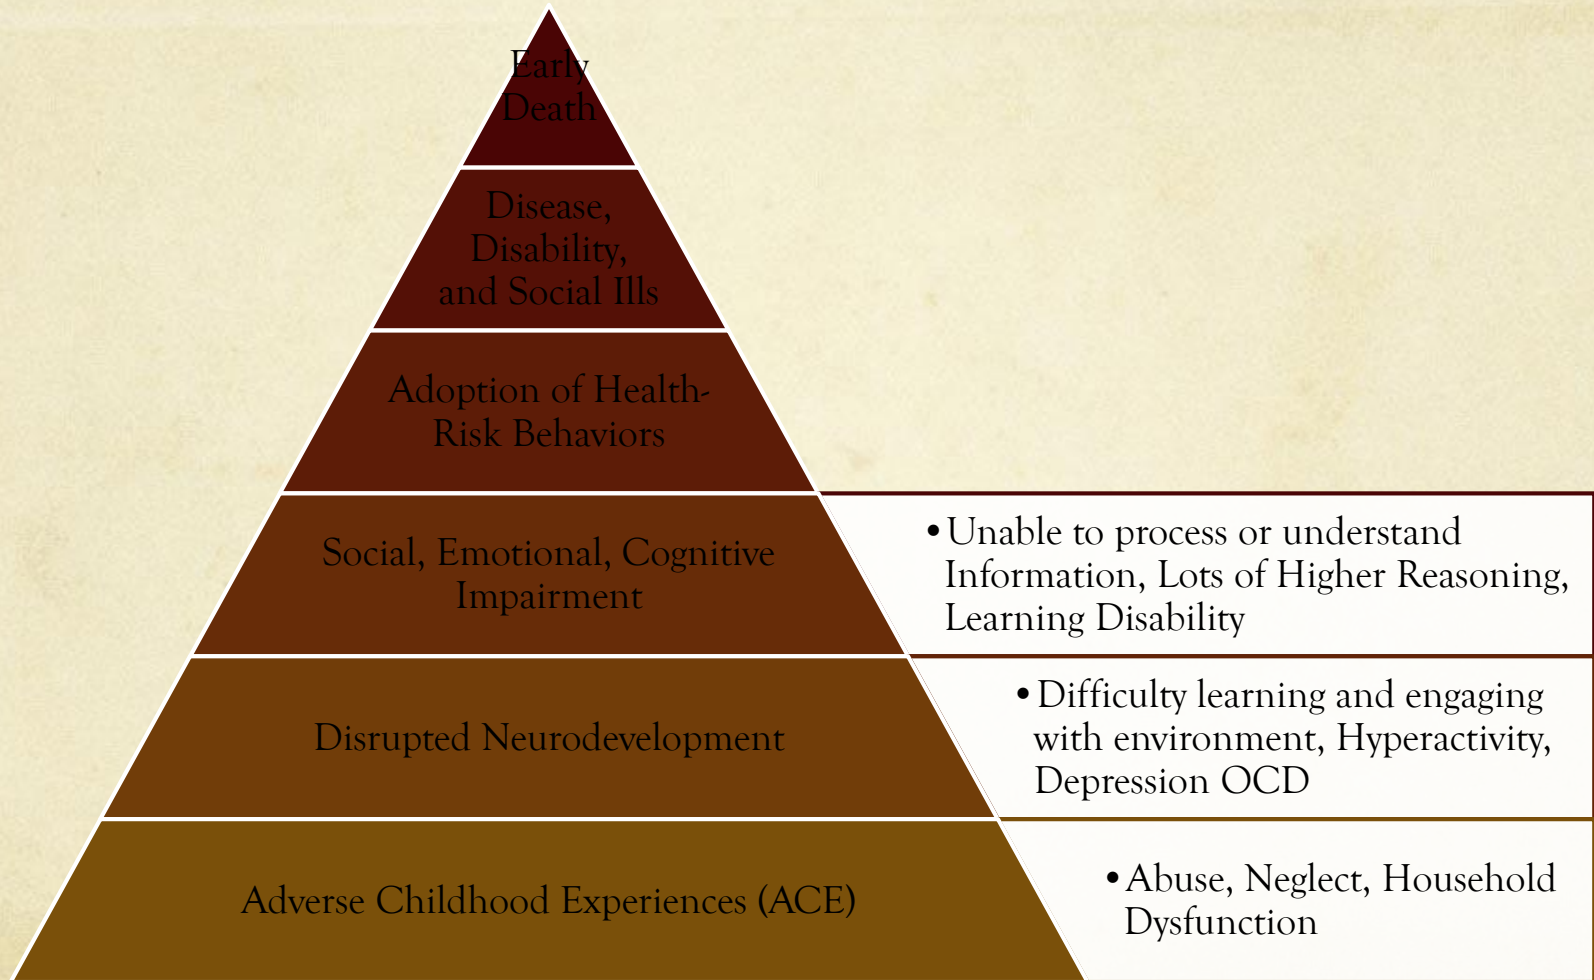 Early
Death
Disease,
Disability,
and Social Ills
Adoption of Health-
Risk Behaviors
Social, Emotional, Cognitive
Impairment
•Unable to process or understand
Information, Lots of Higher Reasoning,
Learning Disability
Disrupted Neurodevelopment
•Difficulty learning and engaging
with environment, Hyperactivity,
Depression OCD
Adverse Childhood Experiences (ACE)
•Abuse, Neglect, Household
Dysfunction